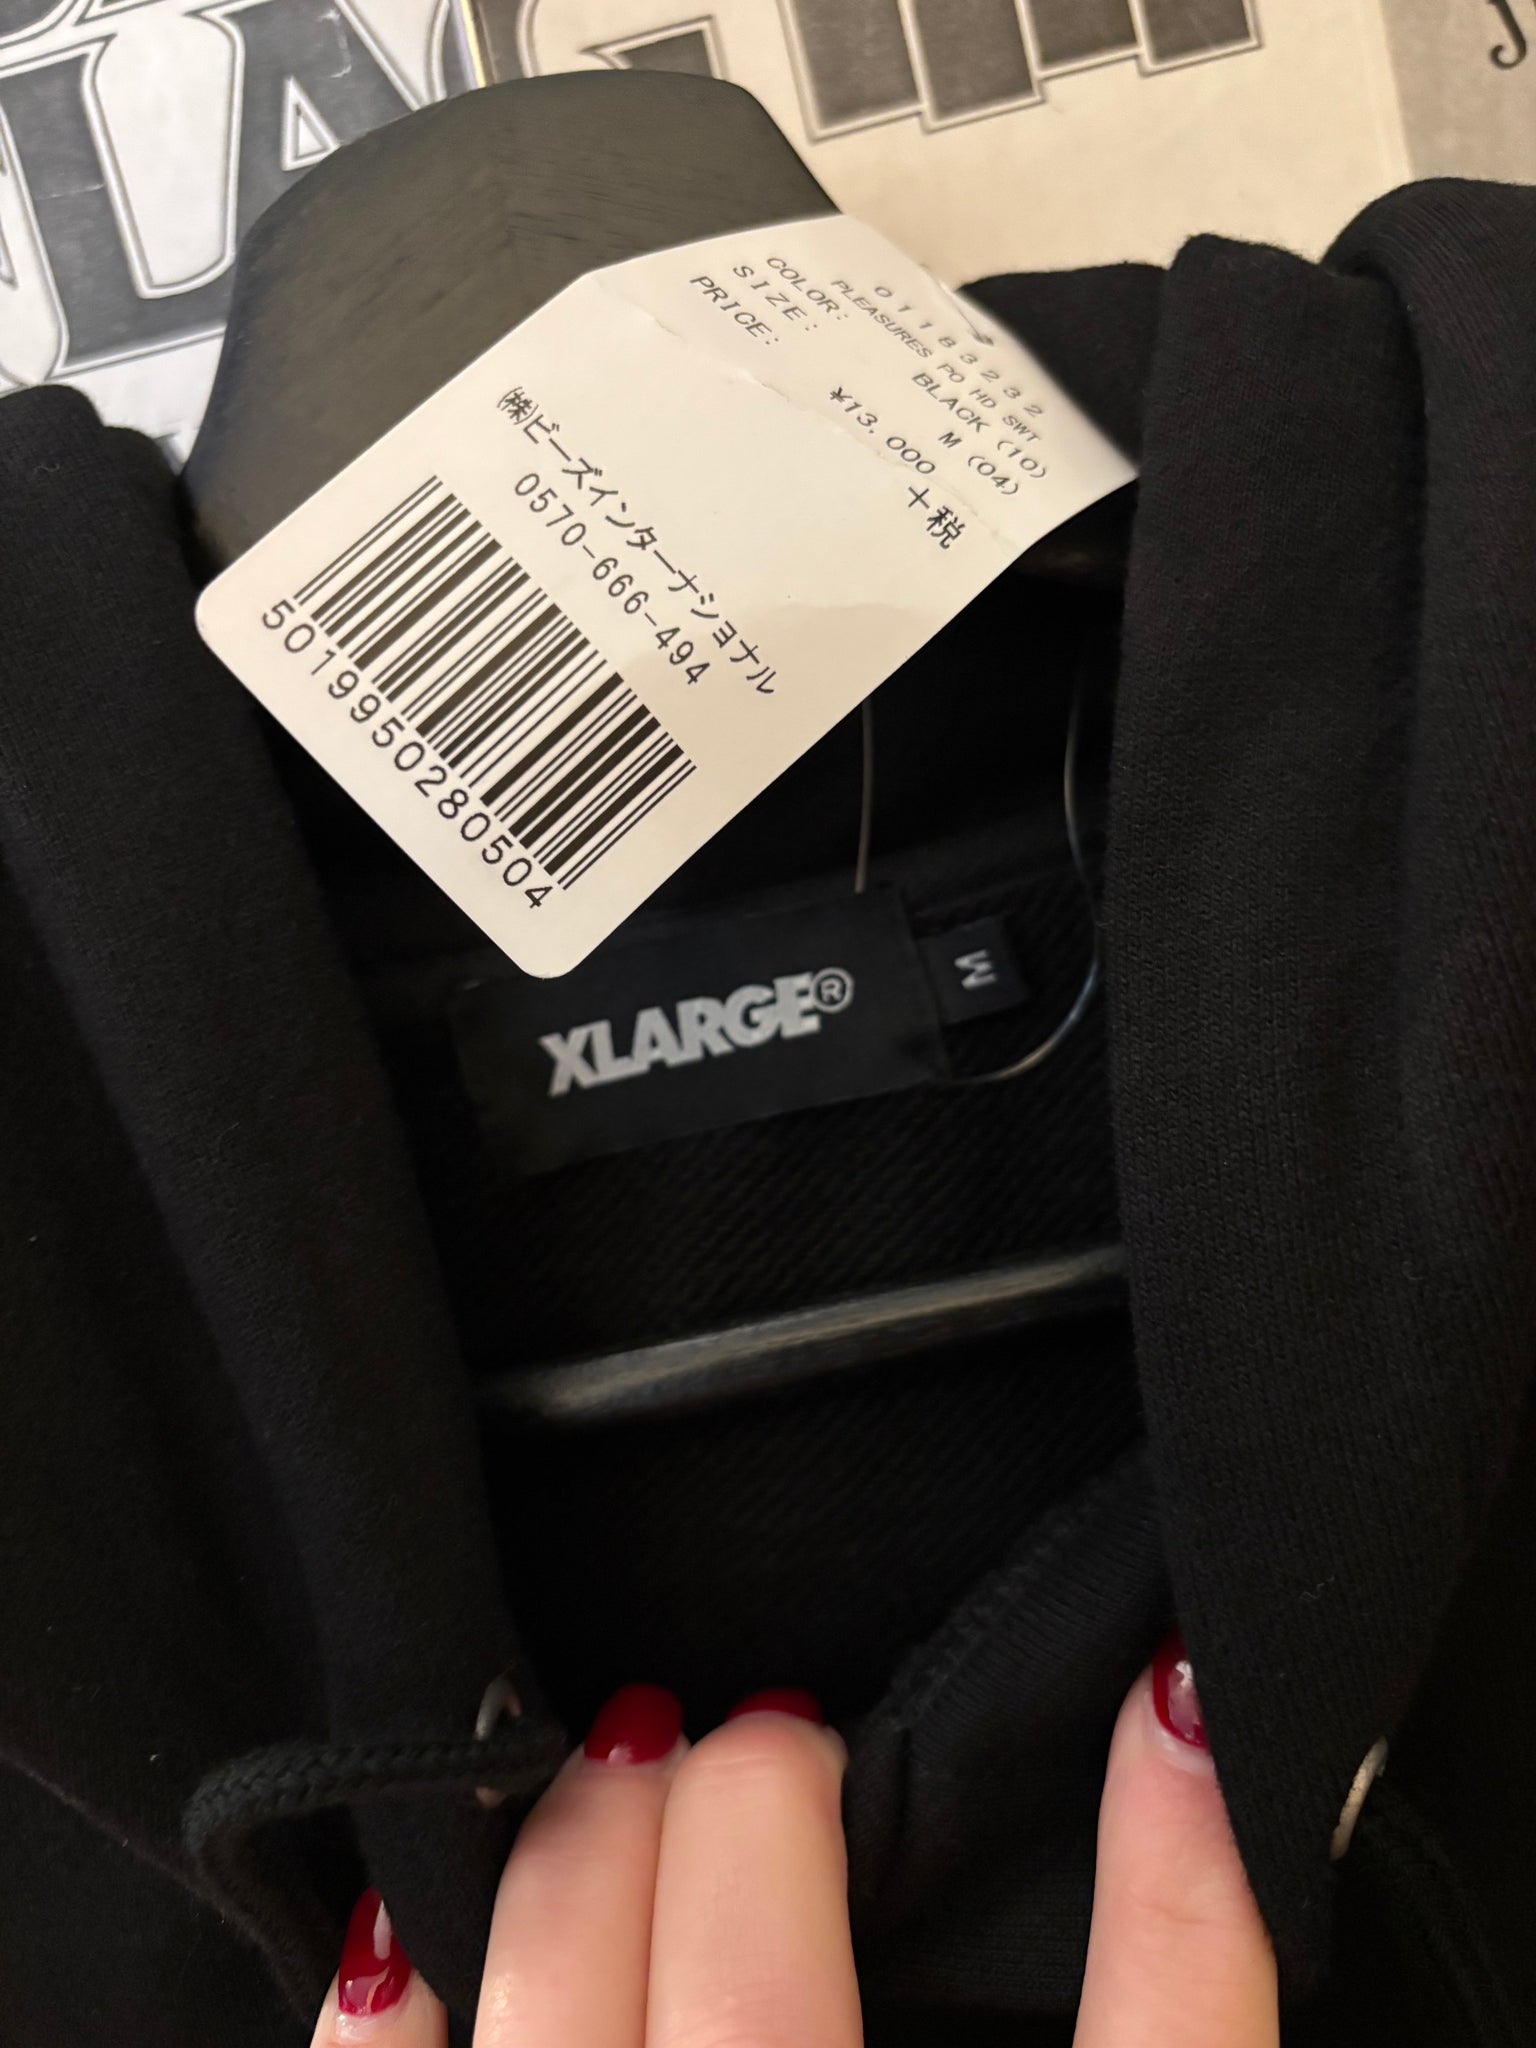 01183232
PLEASURES PO HD SWT
COLOR: BLACK (10)
SIZE: M (04)
PRICE: ¥13,000
+税
㈱ビーズインターナショナル
0570-666-494
5019950280504
XLARGE®
M